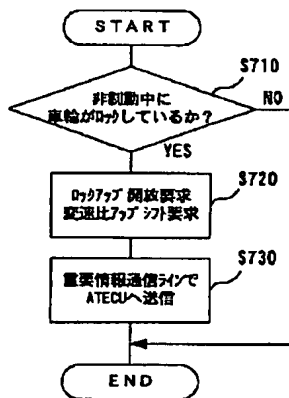 START
S710
非制動中に
車輪がロックしているか？
NO
YES
S720
ロックアップ開放要求
変速比アップシフト要求
S730
重要情報通信ラインで
ATECUへ送信
END